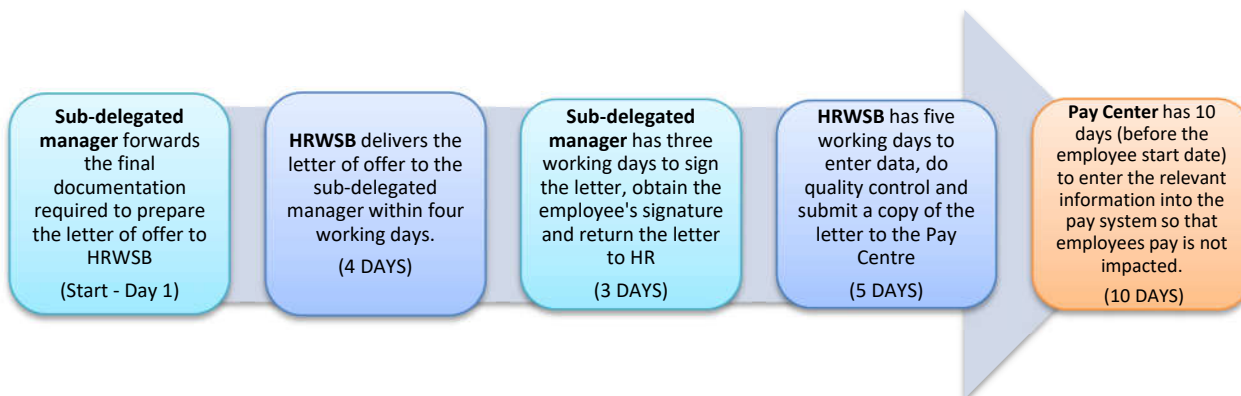 Sub-delegated
manager forwards
the final
documentation
required to prepare
the letter of offer to
HRWSB
(Start - Day 1)
HRWSB delivers the
letter of offer to the
sub-delegated
manager within four
working days.
(4 DAYS)
Sub-delegated
manager has three
working days to sign
the letter, obtain the
employee's signature
and return the letter
to HR
(3 DAYS)
HRWSB has five
working days to
enter data, do
quality control and
submit a copy of the
letter to the Pay
Centre
(5 DAYS)
Pay Center has 10
days (before the
employee start date)
to enter the relevant
information into the
pay system so that
employees pay is not
impacted.
(10 DAYS)